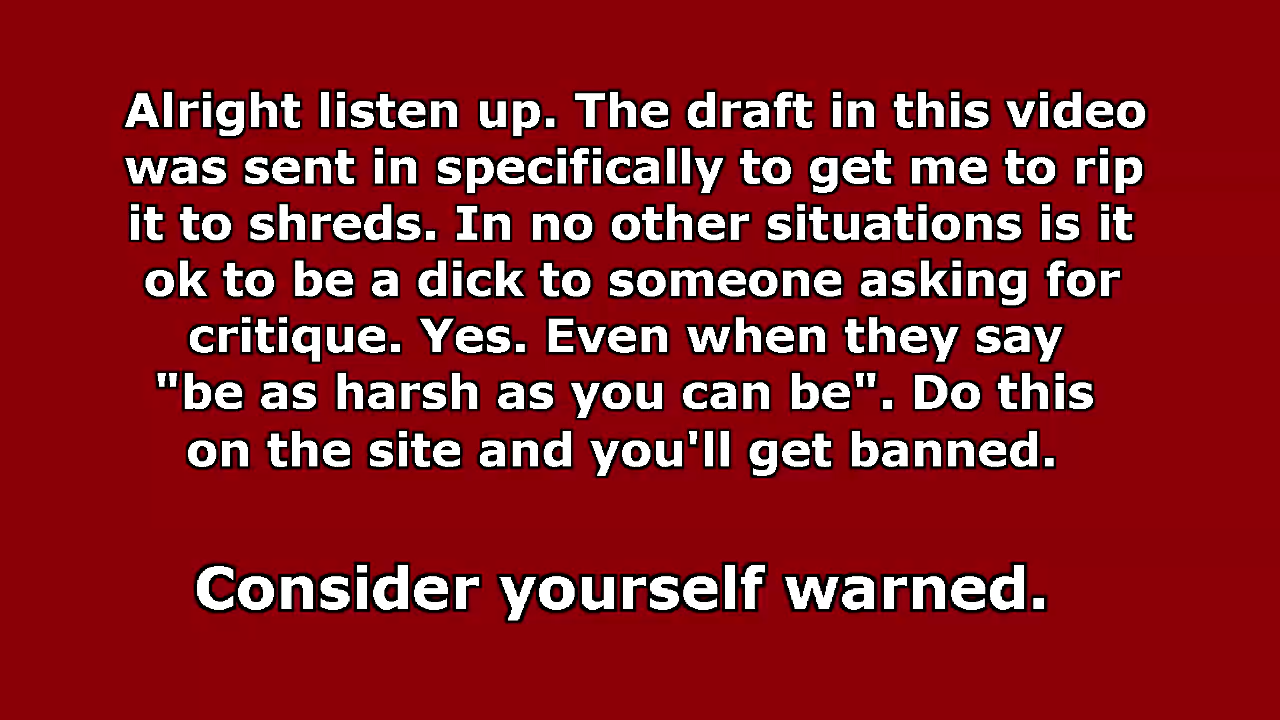 Alright listen up. The draft in this video
was sent in specifically to get me to rip
it to shreds. In no other situations is it
ok to be a dick to someone asking for
critique. Yes. Even when they say
"be as harsh as you can be". Do this
on the site and you'll get banned.
Consider yourself warned.